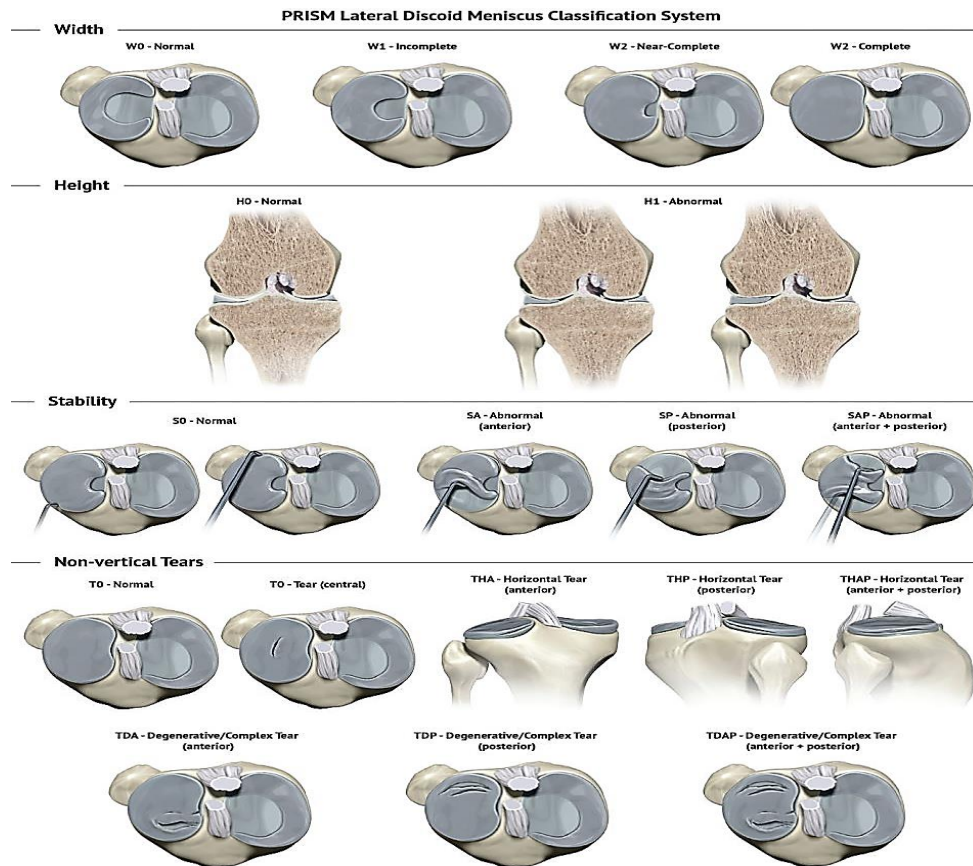 PRISM Lateral Discoid Meniscus Classification System
Width
W0 - Normal
W1 - Incomplete
W2 - Near-Complete
W2 - Complete
Height
H0 - Normal
H1 - Abnormal
Stability
S0 - Normal
SA - Abnormal
(anterior)
SP - Abnormal
(posterior)
SAP - Abnormal
(anterior + posterior)
Non-vertical Tears
T0 - Normal
T0 - Tear (central)
THA - Horizontal Tear
(anterior)
THP - Horizontal Tear
(posterior)
THAP - Horizontal Tear
(anterior + posterior)
TDA - Degenerative/Complex Tear
(anterior)
TDP - Degenerative/Complex Tear
(posterior)
TDAP - Degenerative/Complex Tear
(anterior + posterior)